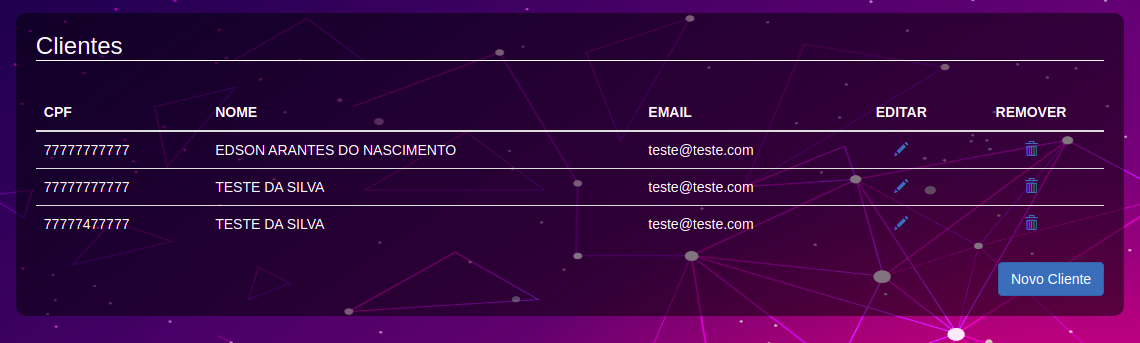 Clientes
CPF NOME EMAIL EDITAR REMOVER
77777777777 EDSON ARANTES DO NASCIMENTO teste@teste.com
77777777777 TESTE DA SILVA teste@teste.com
77777477777 TESTE DA SILVA teste@teste.com
Novo Cliente